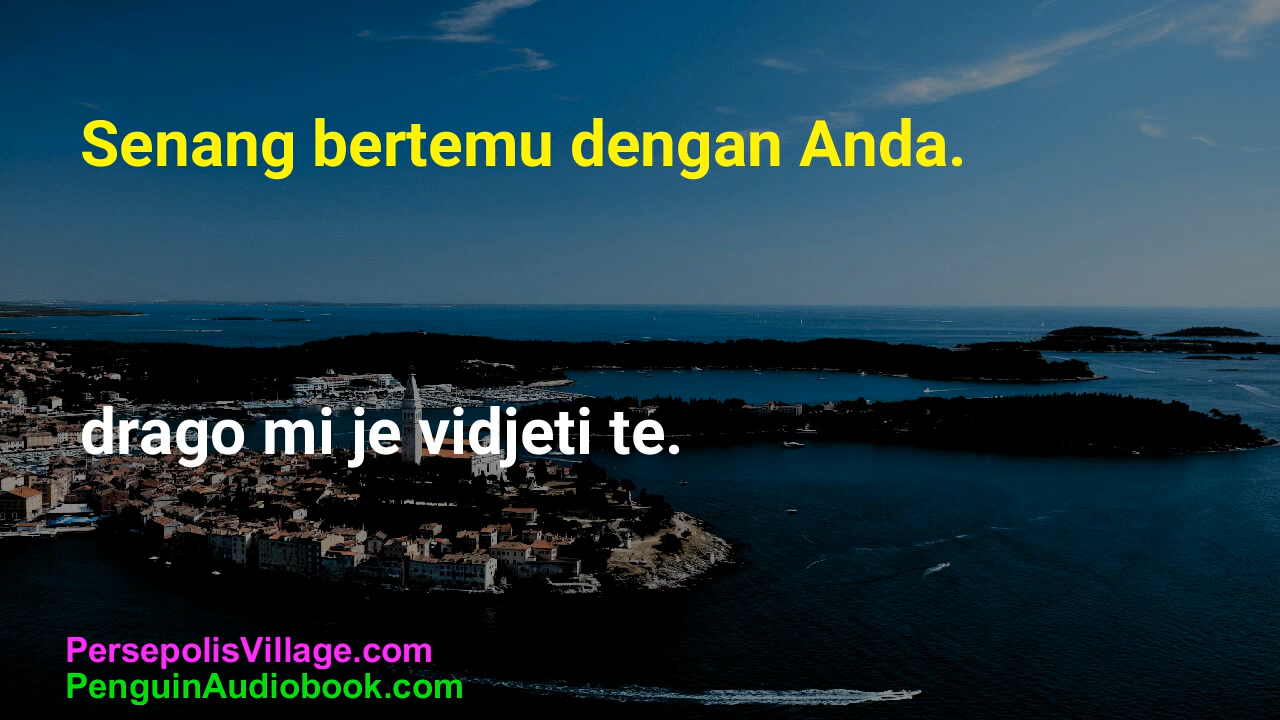 Senang bertemu dengan Anda.
drago mi je vidjeti te.
PersepolisVillage.com
PenguinAudiobook.com